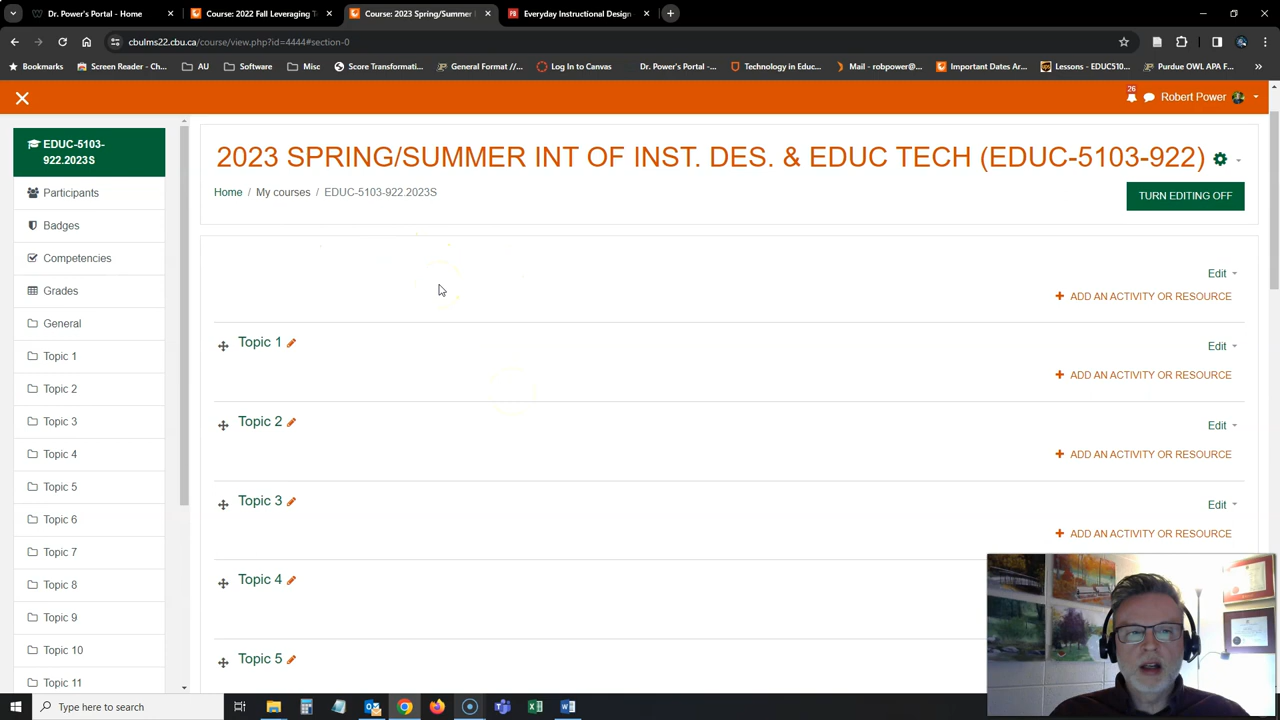 Dr. Power's Portal - Home
Course: 2022 Fall Leveraging T
Course: 2023 Spring/Summer
Everyday Instructional Design
cbulms22.cbu.ca/course/view.php?id=4444#section-0
Bookmarks
Screen Reader - Ch...
AU
Software
Misc
Score Transformati...
General Format //...
Log In to Canvas
Dr. Power's Portal -...
Technology in Educ...
Mail - robpower@...
Important Dates Ar...
Lessons - EDUC510...
Purdue OWL APA F...
26
Robert Power
EDUC-5103-
922.2023S
Participants
Badges
Competencies
Grades
General
Topic 1
Topic 2
Topic 3
Topic 4
Topic 5
Topic 6
Topic 7
Topic 8
Topic 9
Topic 10
Topic 11
2023 SPRING/SUMMER INT OF INST. DES. & EDUC TECH (EDUC-5103-922)
Home / My courses / EDUC-5103-922.2023S
TURN EDITING OFF
Edit
+ ADD AN ACTIVITY OR RESOURCE
Topic 1
Edit
+ ADD AN ACTIVITY OR RESOURCE
Topic 2
Edit
+ ADD AN ACTIVITY OR RESOURCE
Topic 3
Edit
+ ADD AN ACTIVITY OR RESOURCE
Topic 4
Topic 5
Type here to search